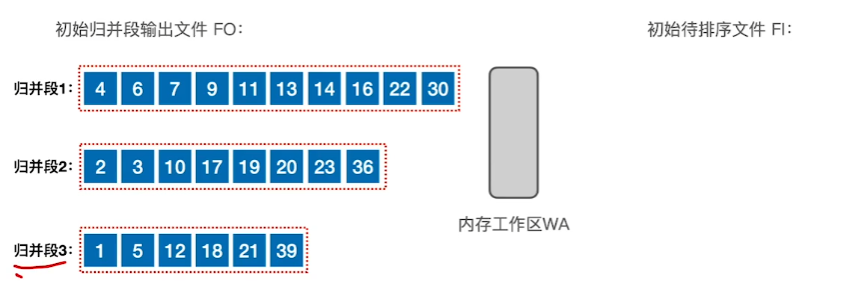 初始归并段输出文件 FO：
初始待排序文件 FI：
归并段1： 4 6 7 9 11 13 14 16 22 30
归并段2： 2 3 10 17 19 20 23 36
内存工作区WA
归并段3： 1 5 12 18 21 39